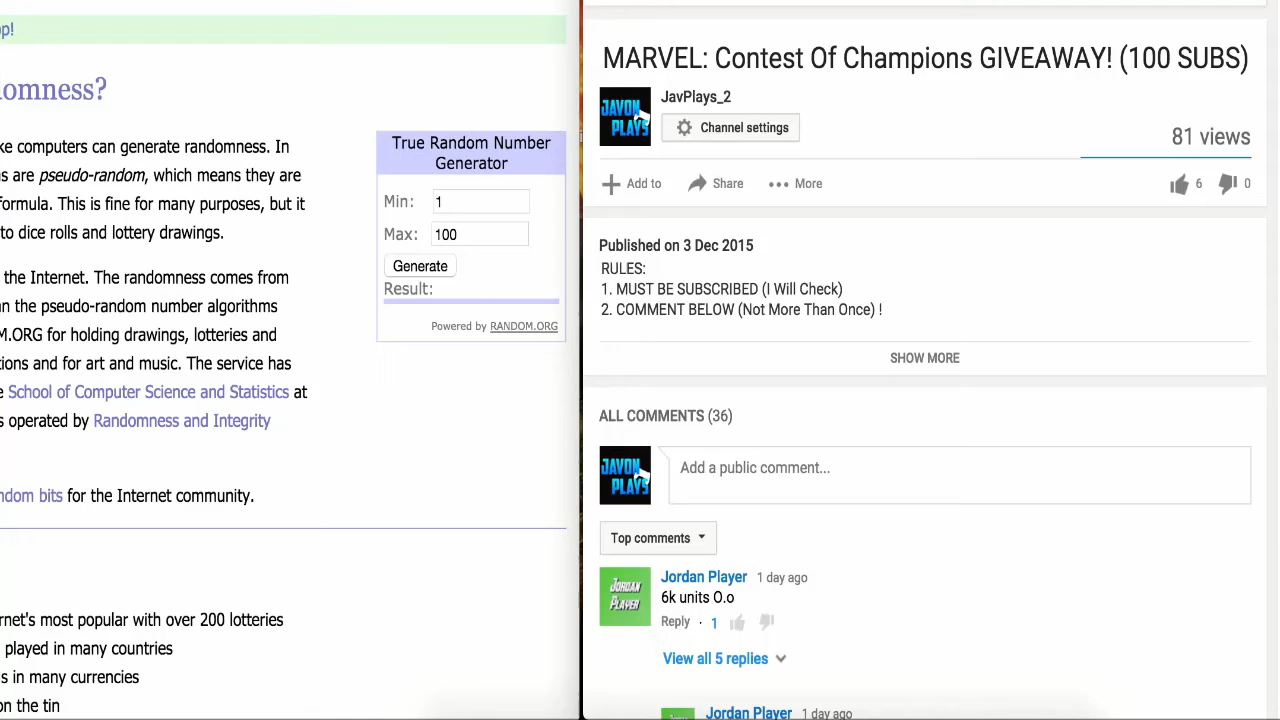 op!
domness?
ke computers can generate randomness. In
ns are pseudo-random, which means they are
formula. This is fine for many purposes, but it
to dice rolls and lottery drawings.
the Internet. The randomness comes from
an the pseudo-random number algorithms
M.ORG for holding drawings, lotteries and
tions and for art and music. The service has
e School of Computer Science and Statistics at
s operated by Randomness and Integrity
ndom bits for the Internet community.
rnet's most popular with over 200 lotteries
played in many countries
s in many currencies
on the tin
True Random Number
Generator
Min: 1
Max: 100
Generate
Result:
Powered by RANDOM.ORG
MARVEL: Contest Of Champions GIVEAWAY! (100 SUBS)
JAVON
PLAYS
JavPlays_2
Channel settings
81 views
Add to
Share
More
6
0
Published on 3 Dec 2015
RULES:
1. MUST BE SUBSCRIBED (I Will Check)
2. COMMENT BELOW (Not More Than Once) !
SHOW MORE
ALL COMMENTS (36)
JAVON
PLAYS
Add a public comment...
Top comments
JORDAN
PLAYER
Jordan Player 1 day ago
6k units O.o
Reply · 1
View all 5 replies
Jordan Player 1 day ago